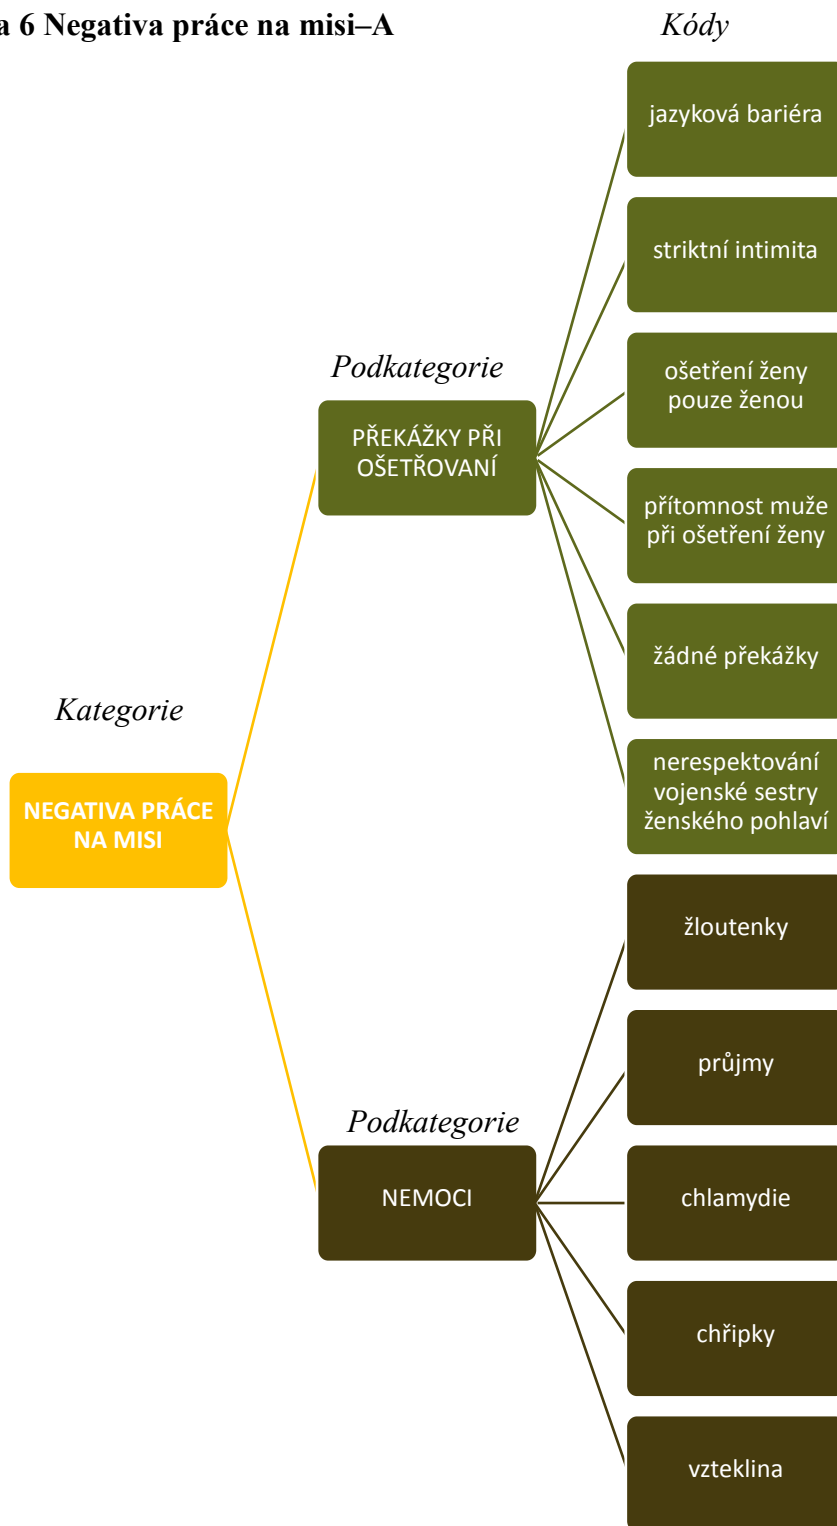 a 6 Negativa práce na misi–A
Kódy
jazyková bariéra
striktní intimita
ošetření ženy
pouze ženou
Podkategorie
PŘEKÁŽKY PŘI
OŠETŘOVANÍ
přítomnost muže
při ošetření ženy
žádné překážky
Kategorie
nerespektování
vojenské sestry
ženského pohlaví
NEGATIVA PRÁCE
NA MISI
žloutenky
průjmy
Podkategorie
NEMOCI
chlamydie
chřipky
vzteklina